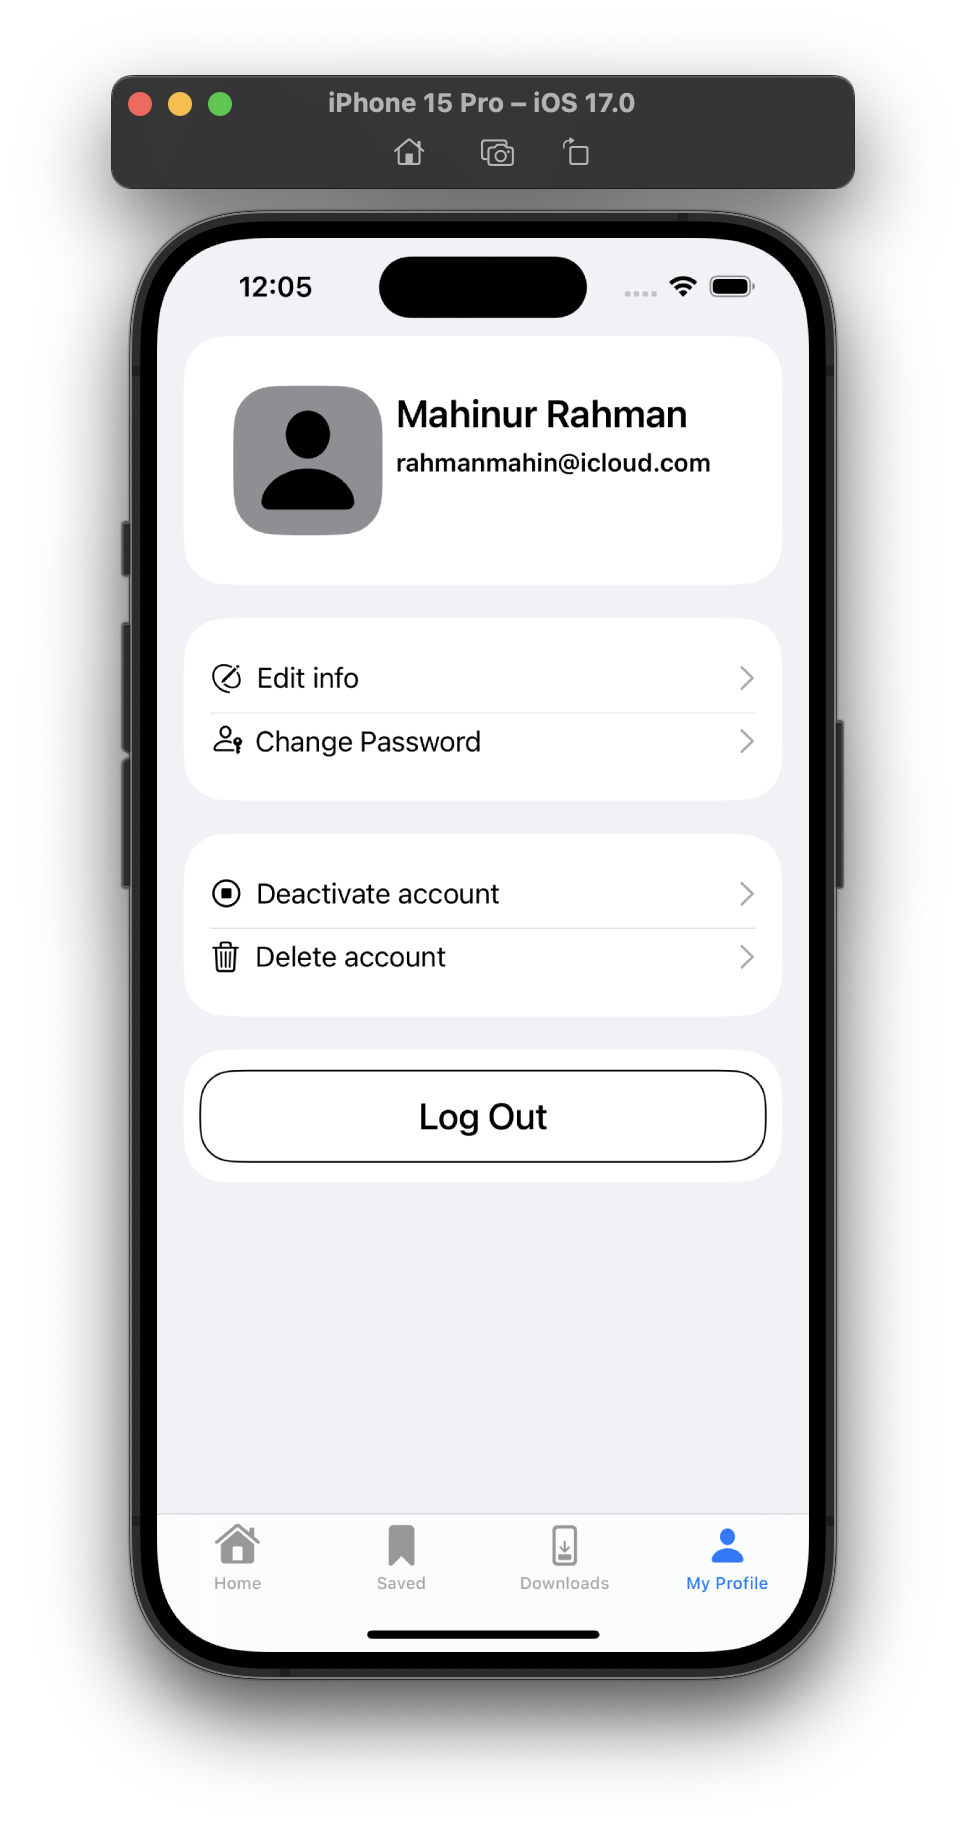 iPhone 15 Pro – iOS 17.0
12:05
Mahinur Rahman
rahmanmahin@icloud.com
Edit info
Change Password
Deactivate account
Delete account
Log Out
Home Saved Downloads My Profile